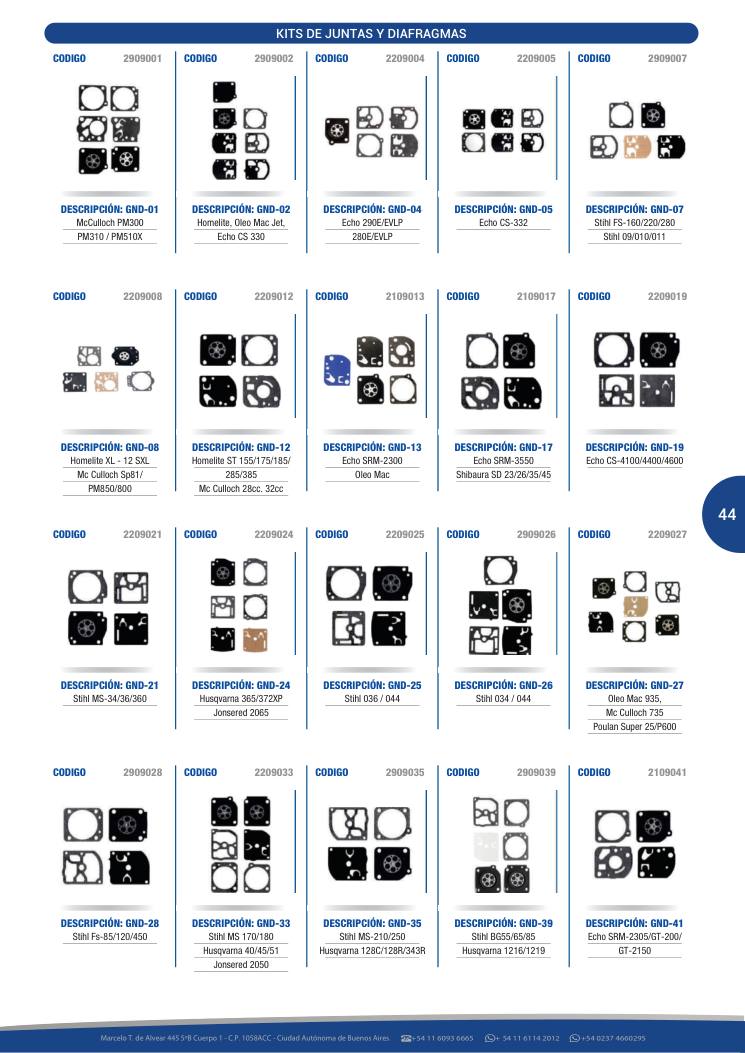 KITS DE JUNTAS Y DIAFRAGMAS
CODIGO 2909001
DESCRIPCIÓN: GND-01
McCulloch PM300
PM310 / PM510X
CODIGO 2909002
DESCRIPCIÓN: GND-02
Homelite, Oleo Mac Jet,
Echo CS 330
CODIGO 2209004
DESCRIPCIÓN: GND-04
Echo 290E/EVLP
280E/EVLP
CODIGO 2209005
DESCRIPCIÓN: GND-05
Echo CS-332
CODIGO 2909007
DESCRIPCIÓN: GND-07
Stihl FS-160/220/280
Stihl 09/010/011
CODIGO 2209008
DESCRIPCIÓN: GND-08
Homelite XL - 12 SXL
Mc Culloch Sp81/
PM850/800
CODIGO 2209012
DESCRIPCIÓN: GND-12
Homelite ST 155/175/185/
285/385
Mc Culloch 28cc. 32cc
CODIGO 2109013
DESCRIPCIÓN: GND-13
Echo SRM-2300
Oleo Mac
CODIGO 2109017
DESCRIPCIÓN: GND-17
Echo SRM-3550
Shibaura SD 23/26/35/45
CODIGO 2209019
DESCRIPCIÓN: GND-19
Echo CS-4100/4400/4600
44
CODIGO 2209021
DESCRIPCIÓN: GND-21
Stihl MS-34/36/360
CODIGO 2209024
DESCRIPCIÓN: GND-24
Husqvarna 365/372XP
Jonsered 2065
CODIGO 2209025
DESCRIPCIÓN: GND-25
Stihl 036 / 044
CODIGO 2909026
DESCRIPCIÓN: GND-26
Stihl 034 / 044
CODIGO 2209027
DESCRIPCIÓN: GND-27
Oleo Mac 935,
Mc Culloch 735
Poulan Super 25/P600
CODIGO 2909028
DESCRIPCIÓN: GND-28
Stihl Fs-85/120/450
CODIGO 2209033
DESCRIPCIÓN: GND-33
Stihl MS 170/180
Husqvarna 40/45/51
Jonsered 2050
CODIGO 2909035
DESCRIPCIÓN: GND-35
Stihl MS-210/250
Husqvarna 128C/128R/343R
CODIGO 2909039
DESCRIPCIÓN: GND-39
Stihl BG55/65/85
Husqvarna 1216/1219
CODIGO 2109041
DESCRIPCIÓN: GND-41
Echo SRM-2305/GT-200/
GT-2150
Marcelo T. de Alvear 445 5ºB Cuerpo 1 - C.P. 1058ACC - Ciudad Autónoma de Buenos Aires. +54 11 6093 6665 + 54 11 6114 2012 +54 0237 4660295